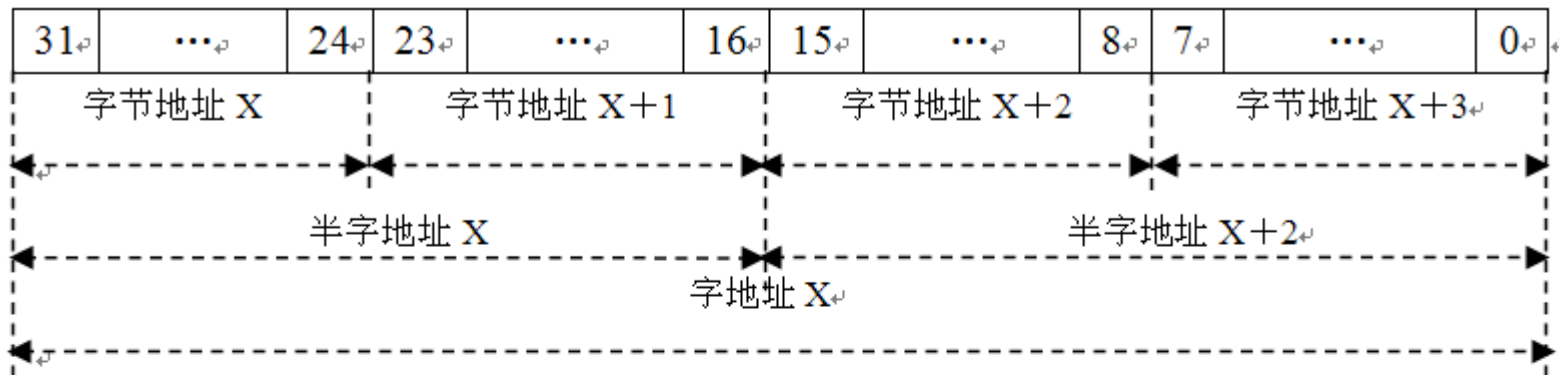 31 … 24 23 … 16 15 … 8 7 … 0
字节地址 X 字节地址 X+1 字节地址 X+2 字节地址 X+3
半字地址 X 半字地址 X+2
字地址 X